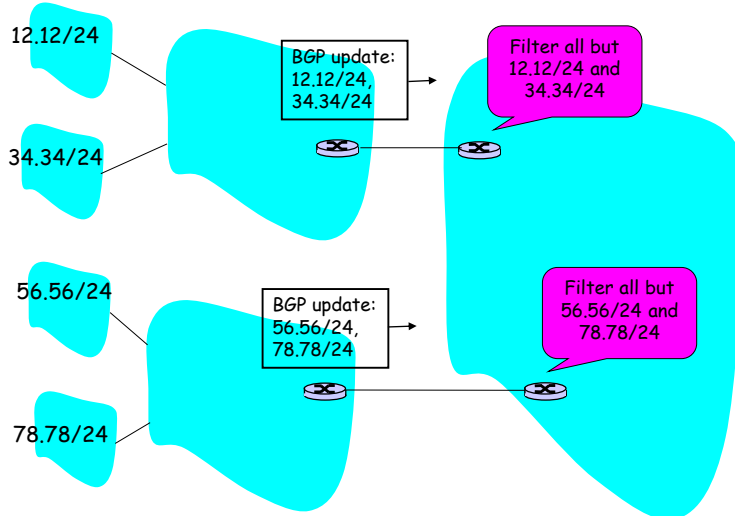 12.12/24
BGP update:
12.12/24,
34.34/24
Filter all but
12.12/24 and
34.34/24
34.34/24
56.56/24
BGP update:
56.56/24,
78.78/24
Filter all but
56.56/24 and
78.78/24
78.78/24